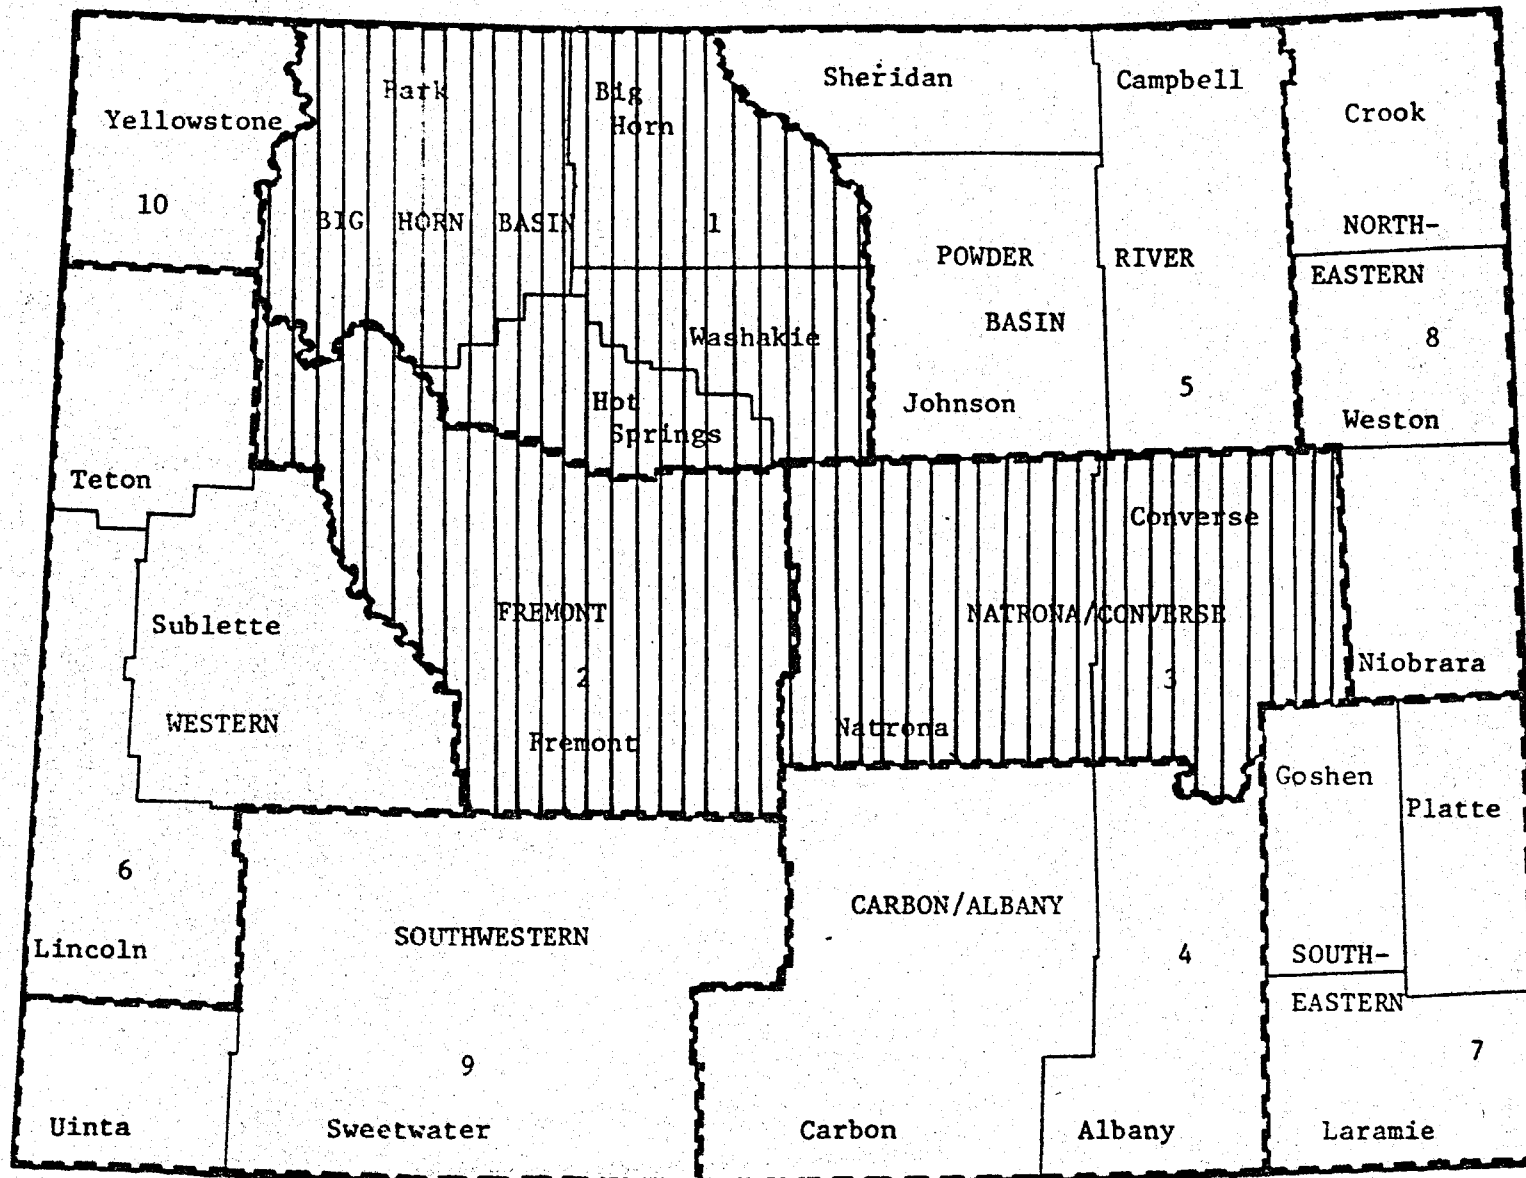 Park
Big
Horn
Sheridan
Campbell
Crook
Yellowstone
10
BIG HORN BASIN 1
NORTH-
EASTERN
8
Weston
POWDER RIVER
BASIN
5
Johnson
Washakie
Hot
Springs
Teton
Sublette
WESTERN
6
Lincoln
FREMONT
2
Fremont
Converse
NATRONA/CONVERSE
3
Natrona
Niobrara
Goshen
Platte
SOUTH-
EASTERN
7
Laramie
CARBON/ALBANY
4
Carbon
Albany
SOUTHWESTERN
9
Sweetwater
Uinta